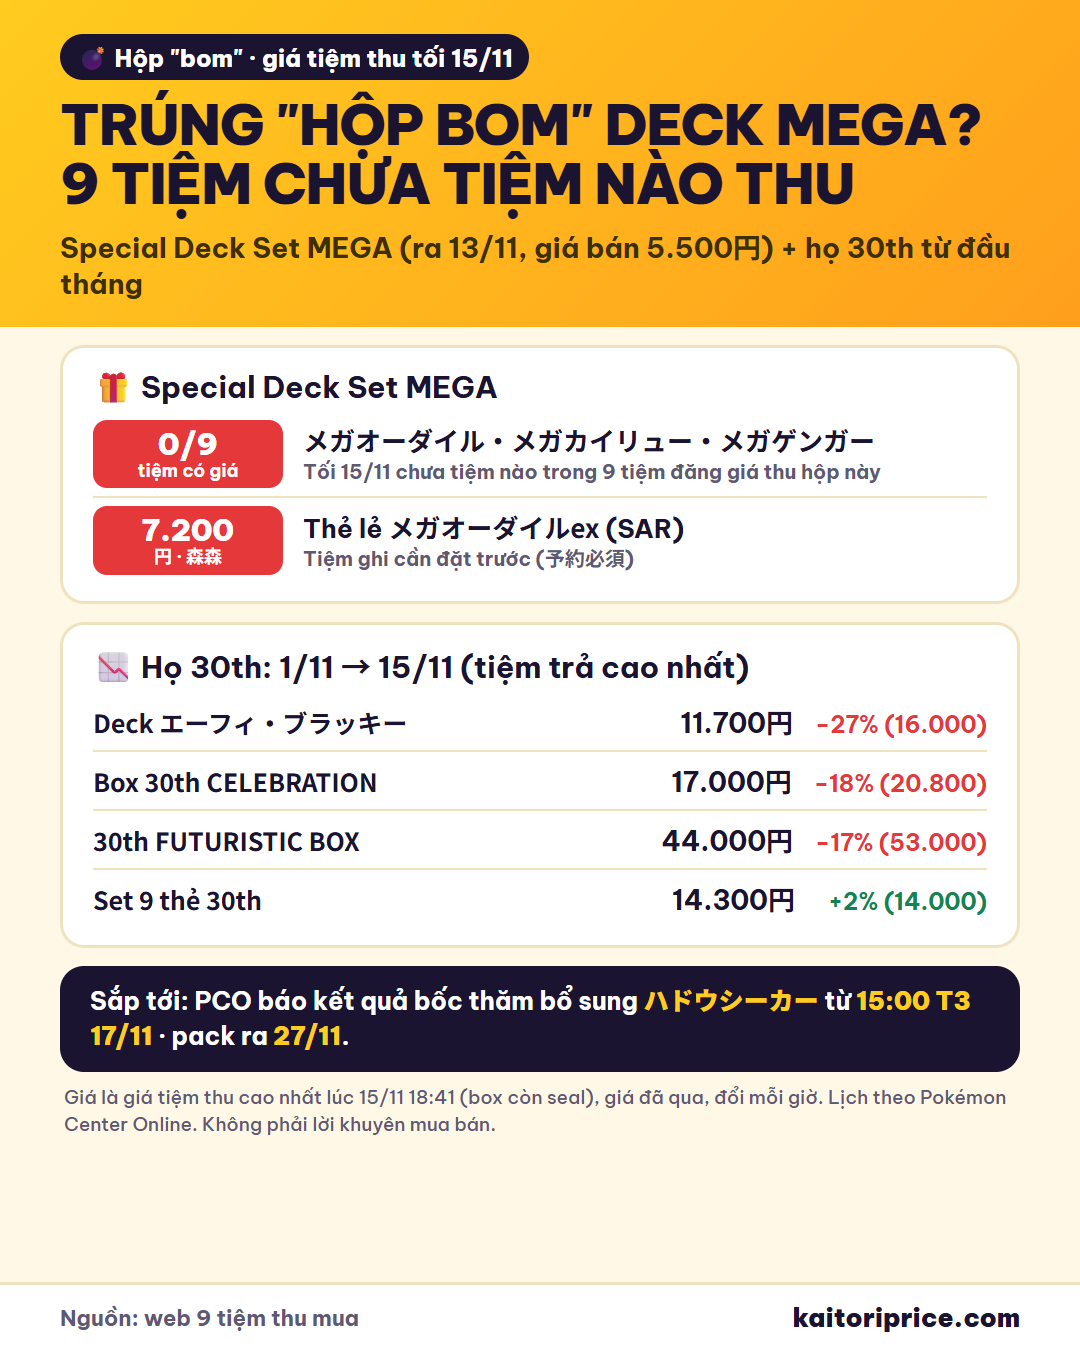 Hộp "bom" · giá tiệm thu tối 15/11
TRÚNG "HỘP BOM" DECK MEGA?
9 TIỆM CHƯA TIỆM NÀO THU
Special Deck Set MEGA (ra 13/11, giá bán 5.500円) + họ 30th từ đầu
tháng
Special Deck Set MEGA
0/9
tiệm có giá
メガオーダイル・メガカイリュー・メガゲンガー
Tối 15/11 chưa tiệm nào trong 9 tiệm đăng giá thu hộp này
7.200
円 · 森森
Thẻ lẻ メガオーダイルex (SAR)
Tiệm ghi cần đặt trước (予約必須)
Họ 30th: 1/11 → 15/11 (tiệm trả cao nhất)
Deck エーフィ・ブラッキー 11.700円 -27% (16.000)
Box 30th CELEBRATION 17.000円 -18% (20.800)
30th FUTURISTIC BOX 44.000円 -17% (53.000)
Set 9 thẻ 30th 14.300円 +2% (14.000)
Sắp tới: PCO báo kết quả bốc thăm bổ sung ハドウシーカー từ 15:00 T3
17/11 · pack ra 27/11.
Giá là giá tiệm thu cao nhất lúc 15/11 18:41 (box còn seal), giá đã qua, đổi mỗi giờ. Lịch theo Pokémon
Center Online. Không phải lời khuyên mua bán.
Nguồn: web 9 tiệm thu mua
kaitoriprice.com